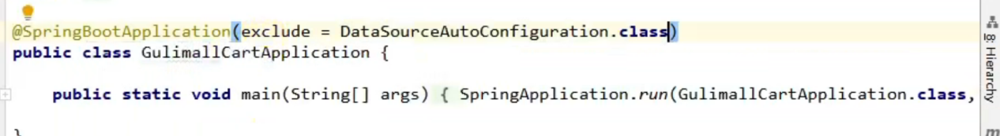 @SpringBootApplication(exclude = DataSourceAutoConfiguration.class)
public class GulimallCartApplication {
public static void main(String[] args) { SpringApplication.run(GulimallCartApplication.class,
}
8: Hierarchy
m